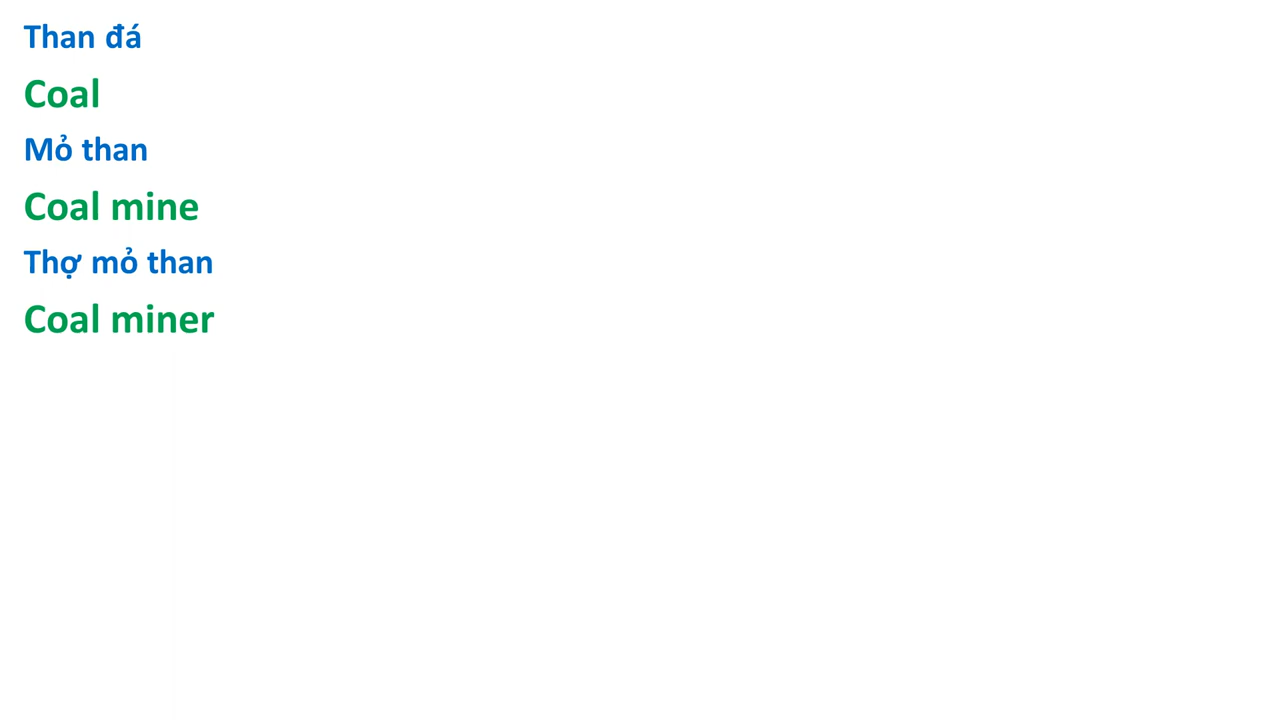 Than đá
Coal
Mỏ than
Coal mine
Thợ mỏ than
Coal miner